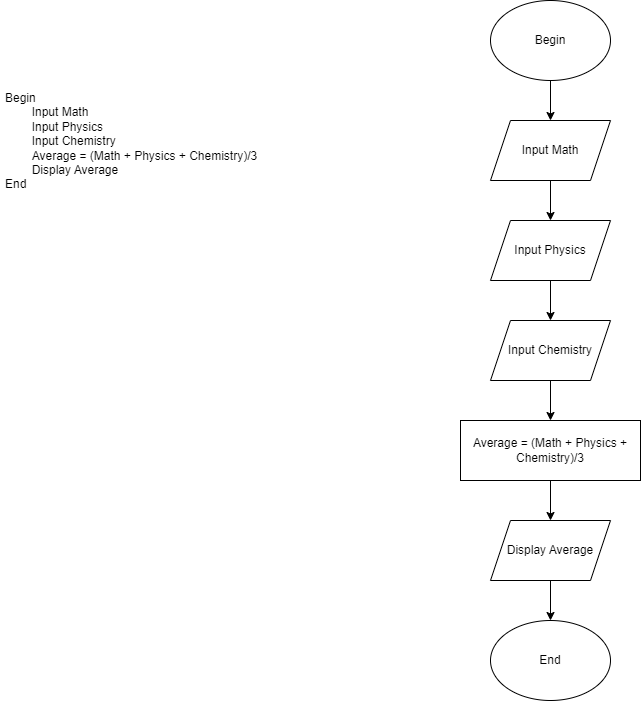 Begin
Input Math
Input Physics
Input Chemistry
Average = (Math + Physics + Chemistry)/3
Display Average
End
Begin
Input Math
Input Physics
Input Chemistry
Average = (Math + Physics +
Chemistry)/3
Display Average
End